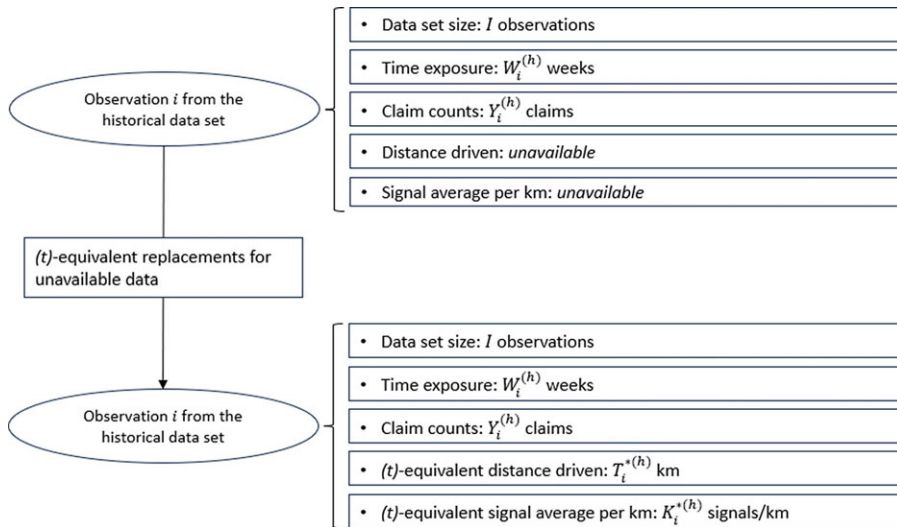 Observation i from the
historical data set
• Data set size: I observations
• Time exposure: W_i^{(h)} weeks
• Claim counts: Y_i^{(h)} claims
• Distance driven: unavailable
• Signal average per km: unavailable
(t)-equivalent replacements for
unavailable data
Observation i from the
historical data set
• Data set size: I observations
• Time exposure: W_i^{(h)} weeks
• Claim counts: Y_i^{(h)} claims
• (t)-equivalent distance driven: T_i^{*(h)} km
• (t)-equivalent signal average per km: K_i^{*(h)} signals/km